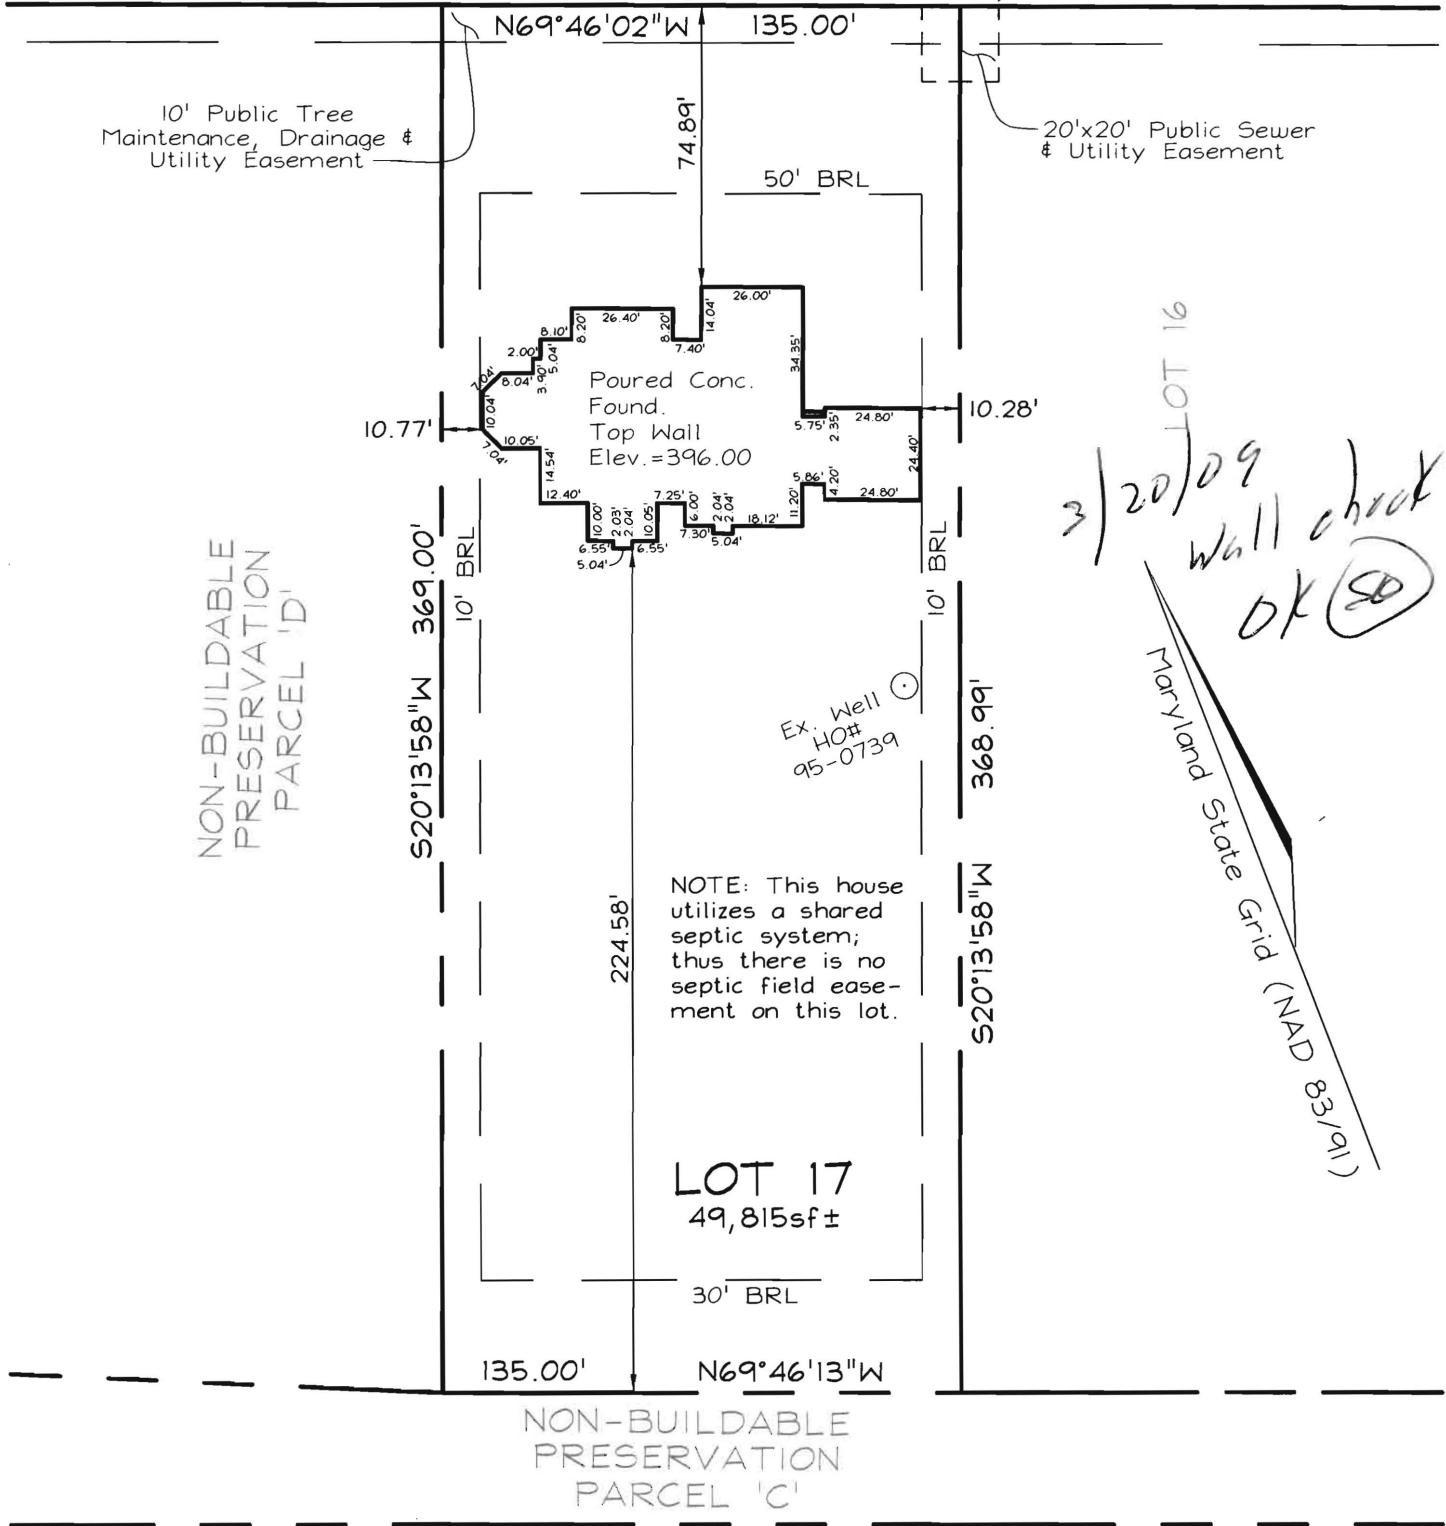 N69°46'02"W 135.00'
10' Public Tree
Maintenance, Drainage &
Utility Easement
74.89'
20'x20' Public Sewer
& Utility Easement
50' BRL
26.00'
14.04'
26.40'
8.20'
8.20'
7.40'
8.10'
5.04'
2.00'
3.90'
8.04'
7.04'
10.04'
7.04'
10.05'
14.54'
34.35'
Poured Conc.
Found.
Top Wall
Elev.=396.00
10.77'
10.28'
5.75'
2.35'
24.80'
24.40'
5.86'
4.20'
24.80'
11.20'
12.40'
10.00'
2.03'
2.04'
10.05'
7.25'
6.00'
2.04'
2.04'
18.12'
7.30'
5.04'
6.55'
6.55'
5.04'
LOT 16
3/20/09
Wall check
OK
NON-BUILDABLE
PRESERVATION
PARCEL 'D'
S20°13'58"W 369.00'
10' BRL
10' BRL
Ex. Well
HO#
95-0739
368.99'
S20°13'58"W
Maryland State Grid (NAD 83/91)
224.58'
NOTE: This house
utilizes a shared
septic system;
thus there is no
septic field ease-
ment on this lot.
LOT 17
49,815sf±
30' BRL
135.00' N69°46'13"W
NON-BUILDABLE
PRESERVATION
PARCEL 'C'